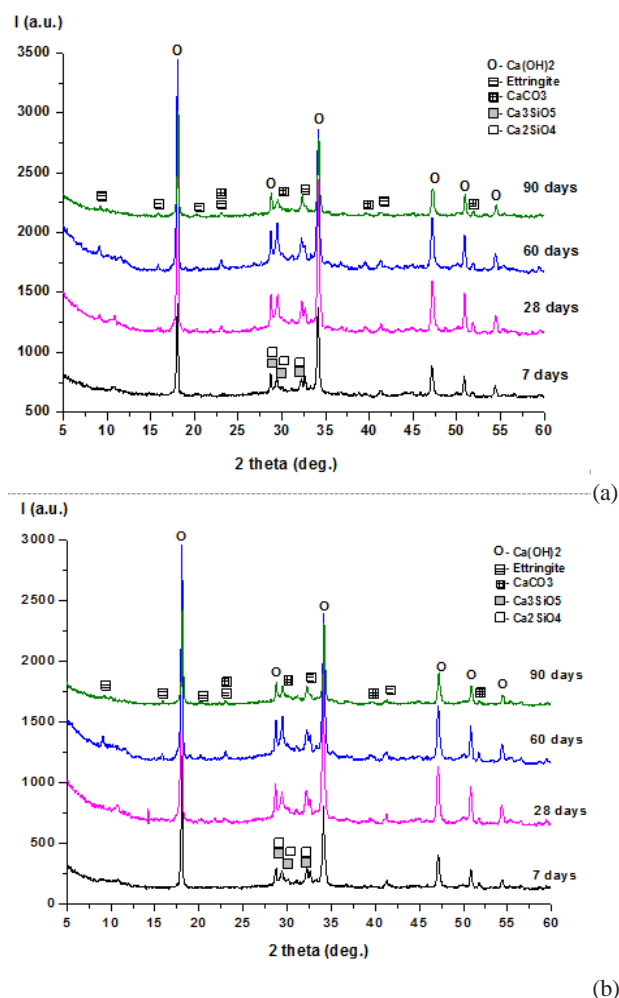 I (a.u.)
3500
3000
2500
2000
1500
1000
500
O- Ca(OH)2
- Ettringite
- CaCO3
- Ca3SiO5
- Ca2SiO4
O
O
O
O
O
O
90 days
60 days
28 days
7 days
5 10 15 20 25 30 35 40 45 50 55 60
2 theta (deg.)
(a)
I (a.u.)
3000
2500
2000
1500
1000
500
0
O- Ca(OH)2
- Ettringite
- CaCO3
- Ca3SiO5
- Ca2SiO4
O
O
O
O
O
O
90 days
60 days
28 days
7 days
5 10 15 20 25 30 35 40 45 50 55 60
2 theta (deg.)
(b)